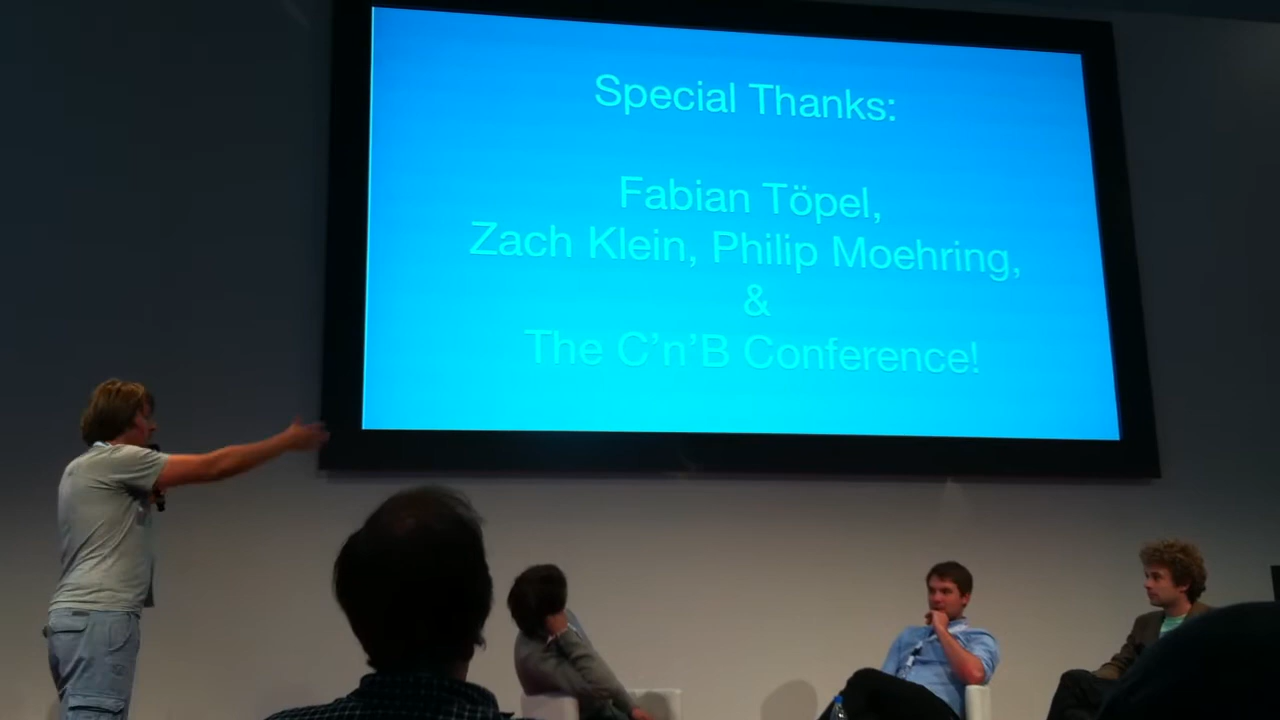 Special Thanks:
Fabian Töpel,
Zach Klein, Philip Moehring,
&
The C'n'B Conference!